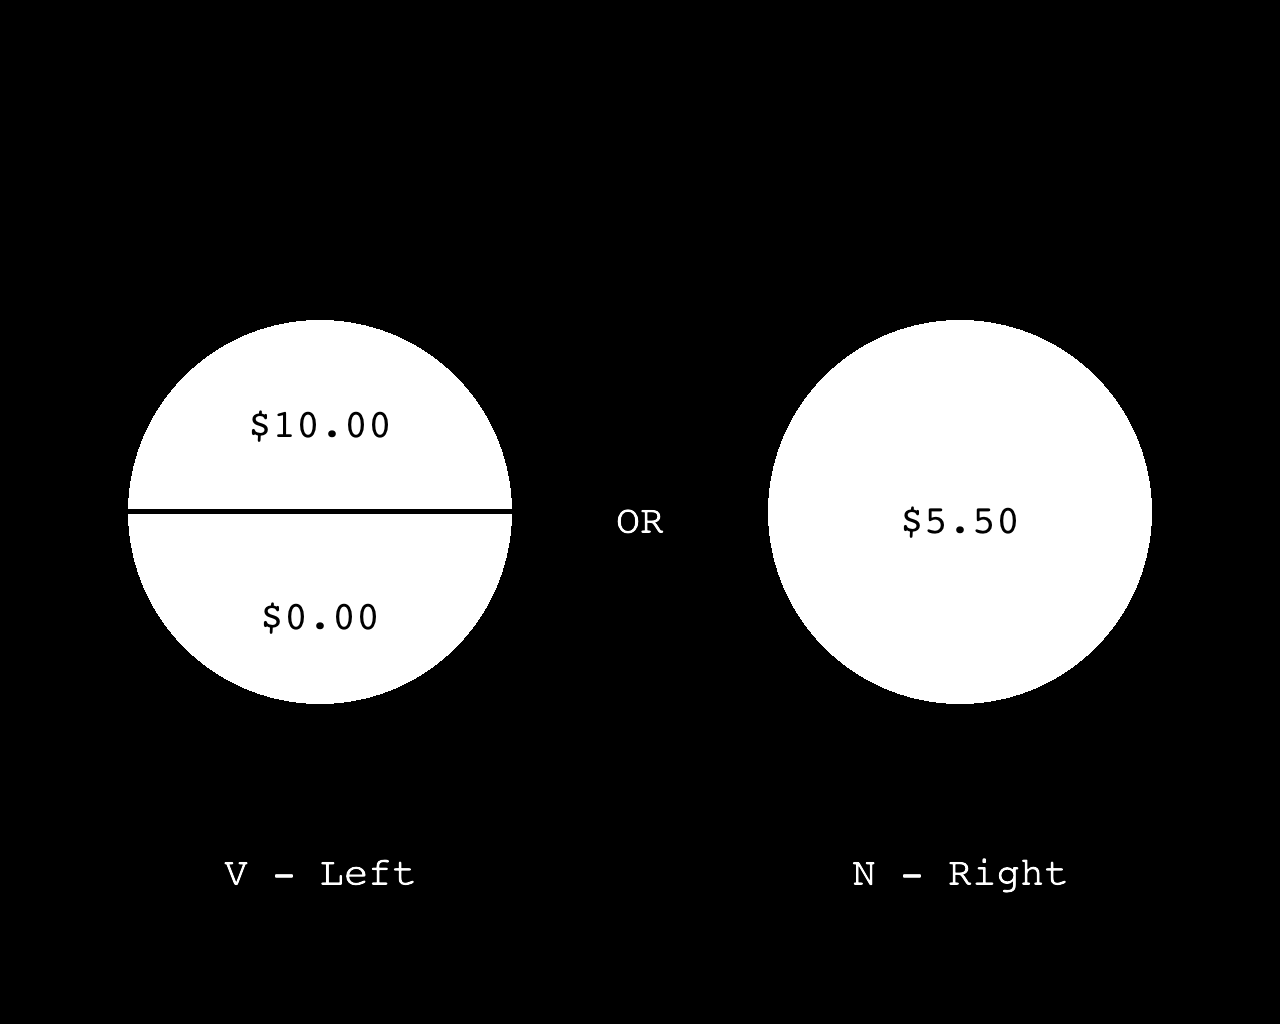 $10.00
$0.00
OR
$5.50
V - Left
N - Right